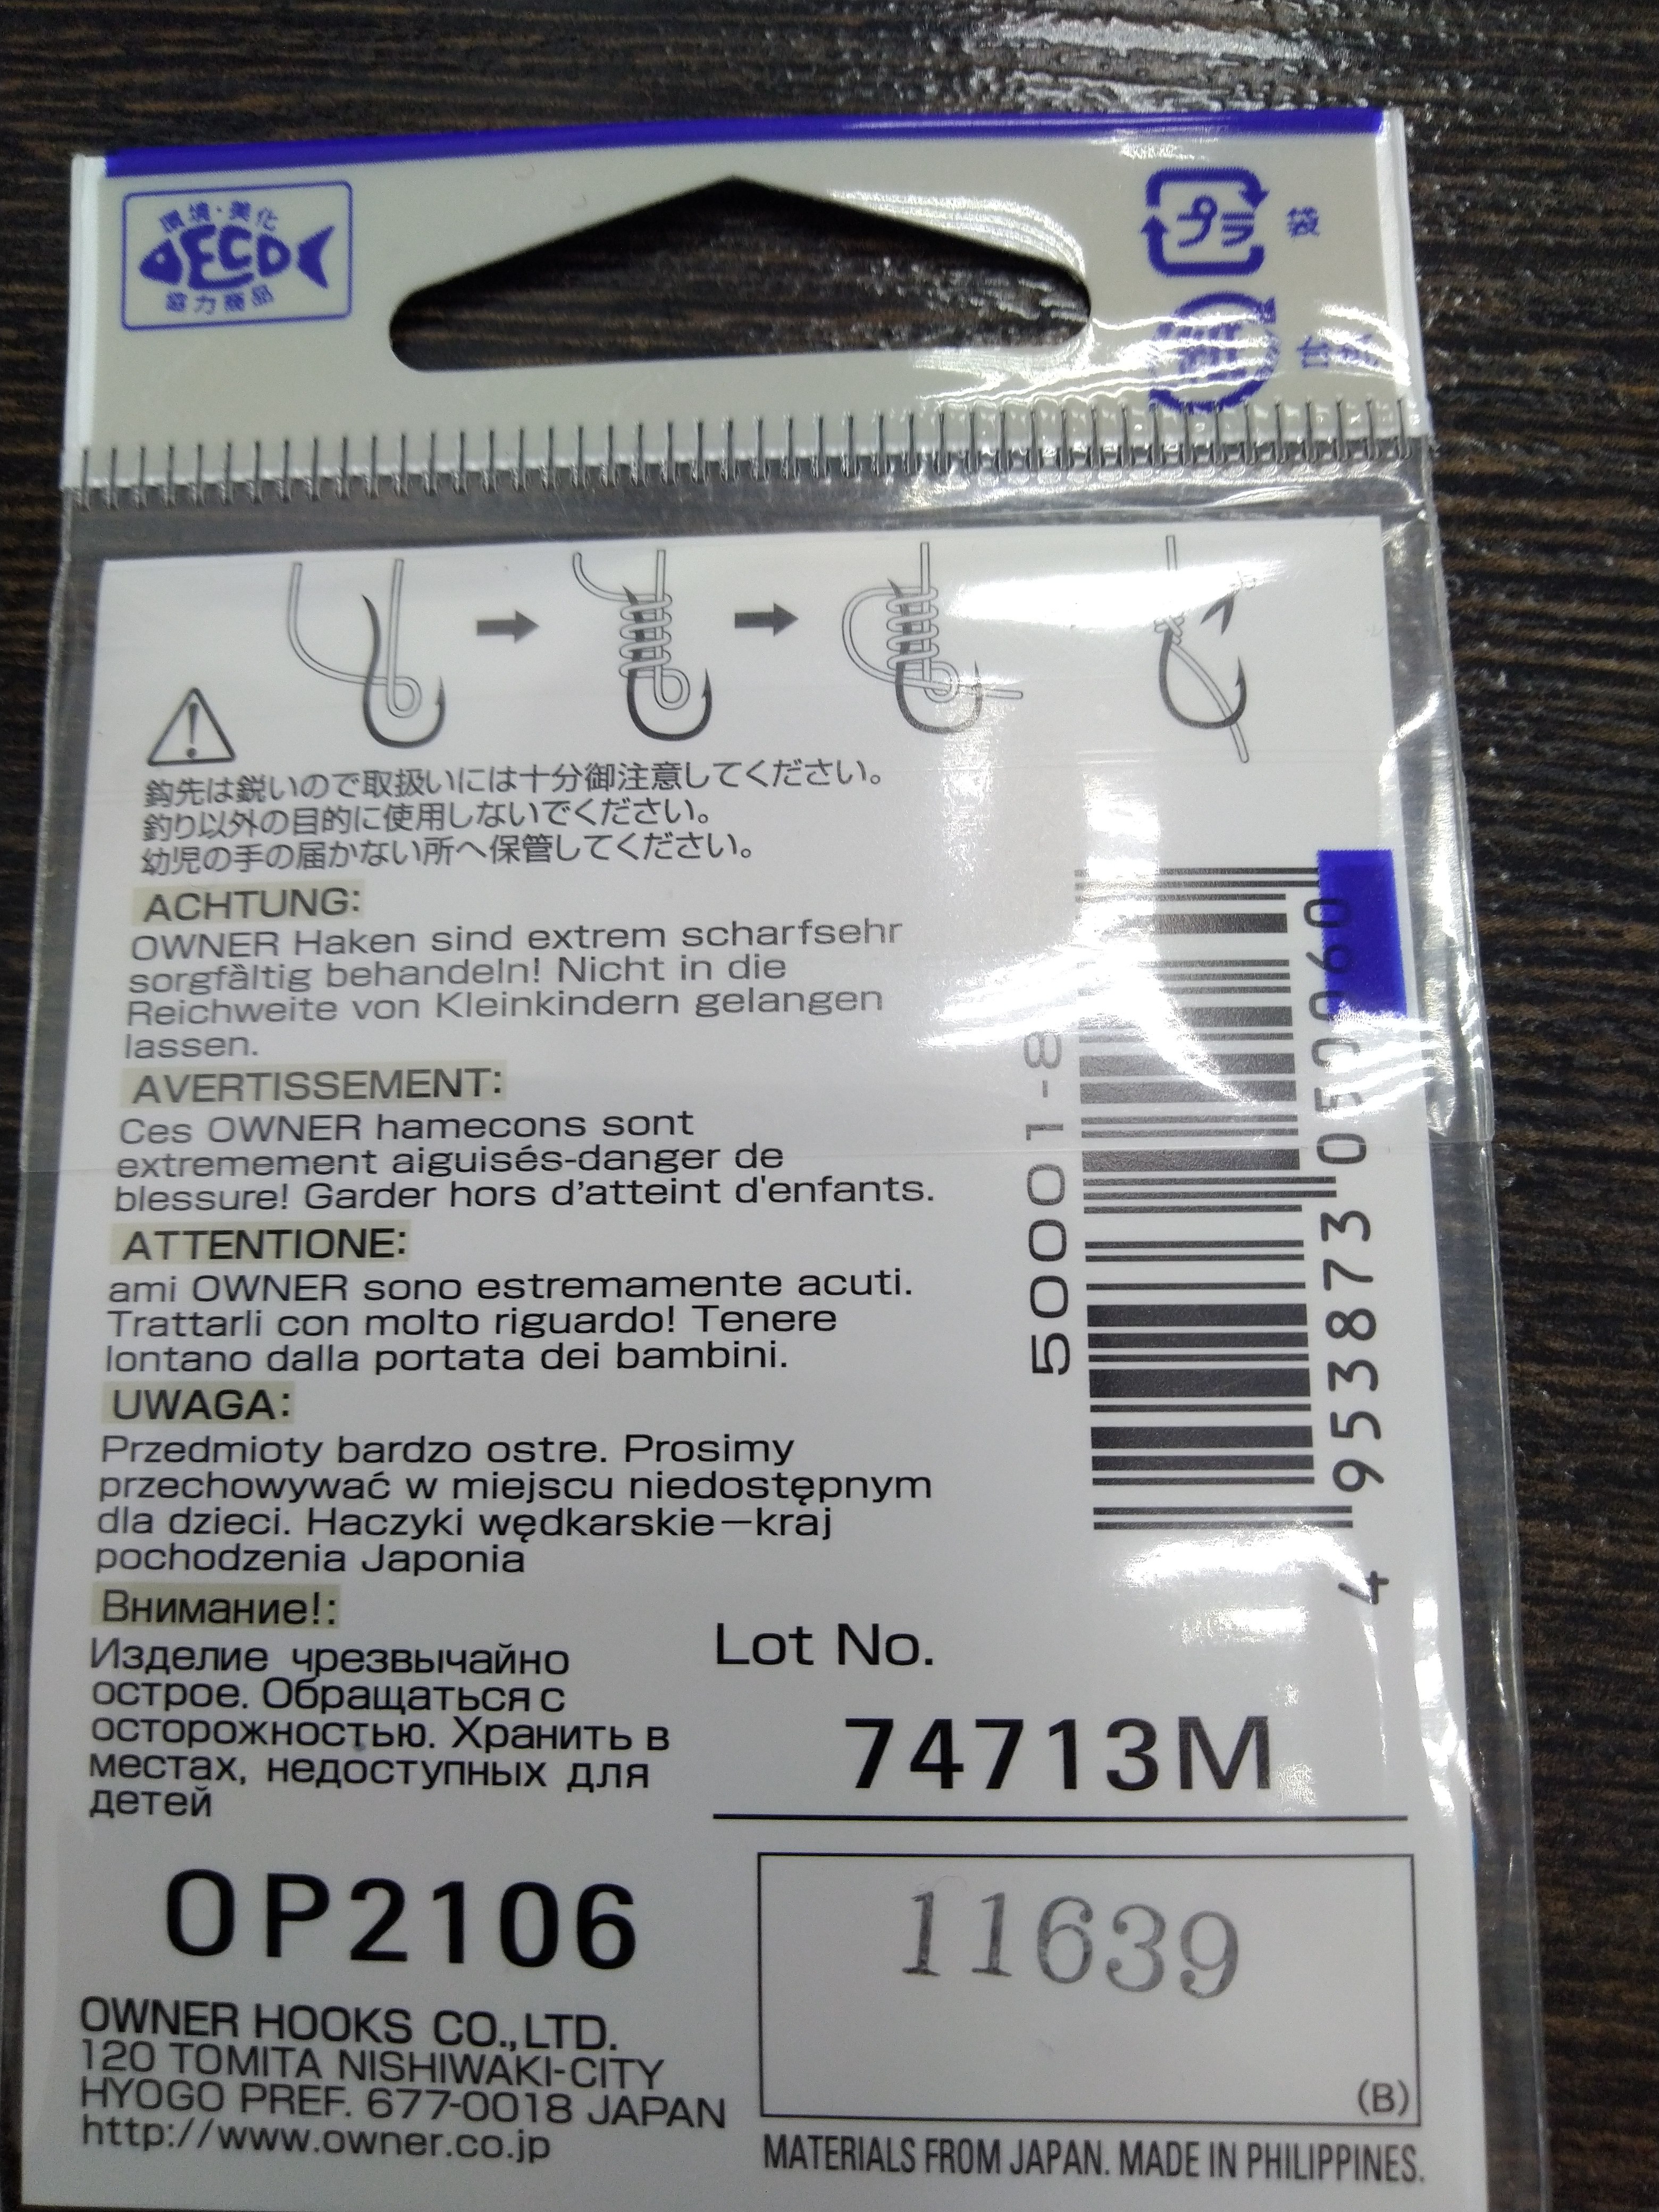 環境・美化
ECO
協力商品
プラ
袋
紙
鈎先は鋭いので取扱いには十分御注意してください。
釣り以外の目的に使用しないでください。
幼児の手の届かない所へ保管してください。
ACHTUNG:
OWNER Haken sind extrem scharfsehr
sorgfàltig behandeln! Nicht in die
Reichweite von Kleinkindern gelangen
lassen.
AVERTISSEMENT:
Ces OWNER hamecons sont
extremement aiguisés-danger de
blessure! Garder hors d'atteint d'enfants.
ATTENTIONE:
ami OWNER sono estremamente acuti.
Trattarli con molto riguardo! Tenere
lontano dalla portata dei bambini.
UWAGA:
Przedmioty bardzo ostre. Prosimy
przechowywać w miejscu niedostępnym
dla dzieci. Haczyki wędkarskie—kraj
pochodzenia Japonia
Внимание!:
Изделие чрезвычайно
острое. Обращаться с
осторожностью. Хранить в
местах, недоступных для
детей
50001-8
4 953873 050060
Lot No.
74713M
OP2106
11639
(B)
OWNER HOOKS CO.,LTD.
120 TOMITA NISHIWAKI-CITY
HYOGO PREF. 677-0018 JAPAN
http://www.owner.co.jp
MATERIALS FROM JAPAN. MADE IN PHILIPPINES.